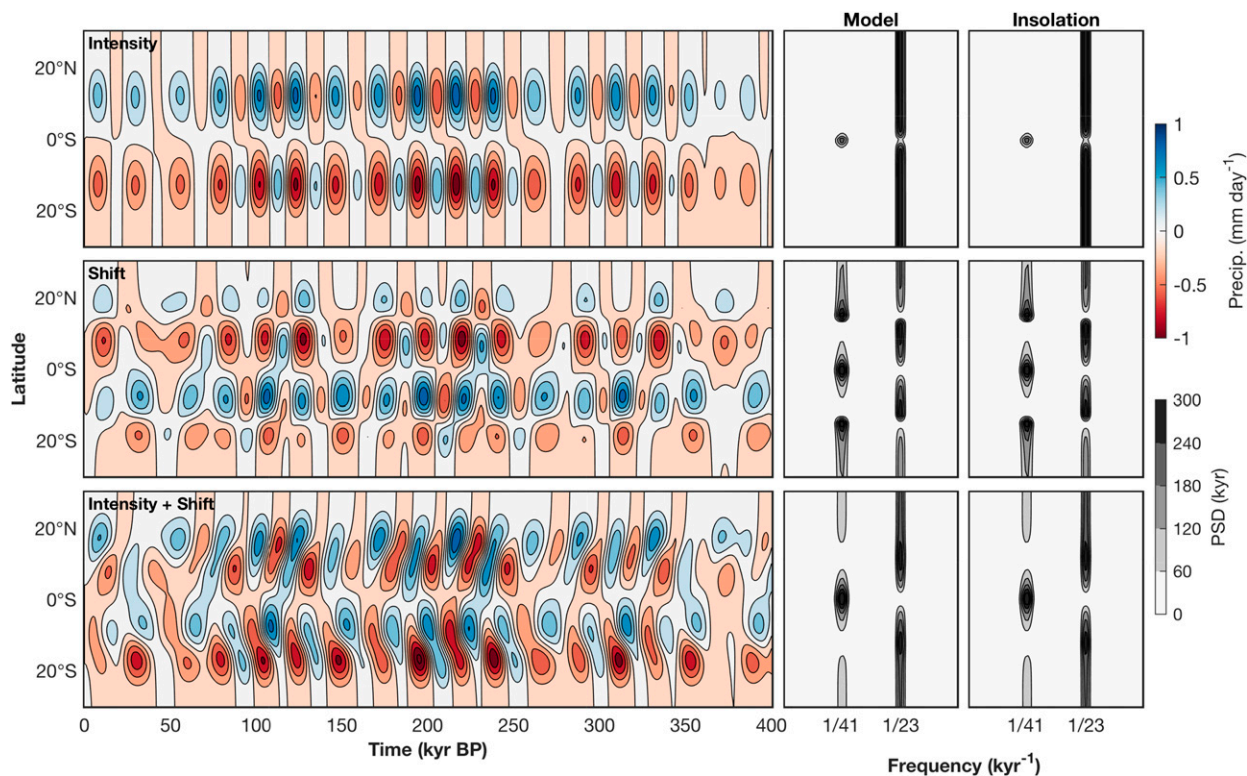 Model
Insolation
Intensity
20°N
0°S
20°S
Shift
20°N
0°S
20°S
Intensity + Shift
20°N
0°S
20°S
Latitude
0 50 100 150 200 250 300 350 400
Time (kyr BP)
1/41 1/23
1/41 1/23
Frequency (kyr⁻¹)
1
0.5
0
-0.5
-1
Precip. (mm day⁻¹)
300
240
180
120
60
0
PSD (kyr)